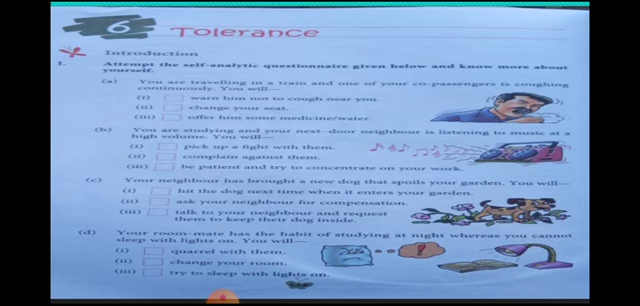 6 Tolerance
Introduction
1. Attempt the self-analytic questionnaire given below and know more about
yourself.
(a) You are travelling in a train and one of your co-passengers is coughing
continuously. You will—
(i) warn him not to cough near you.
(ii) change your seat.
(iii) offer him some medicine/water.
(b) You are studying and your next-door neighbour is listening to music at a
high volume. You will—
(i) pick up a fight with them.
(ii) complain against them.
(iii) be patient and try to concentrate on your work.
(c) Your neighbour has brought a new dog that spoils your garden. You will—
(i) hit the dog next time when it enters your garden.
(ii) ask your neighbour for compensation.
(iii) talk to your neighbour and request
them to keep their dog inside.
(d) Your room-mate has the habit of studying at night whereas you cannot
sleep with lights on. You will—
(i) quarrel with them.
(ii) change your room.
(iii) try to sleep with lights on.